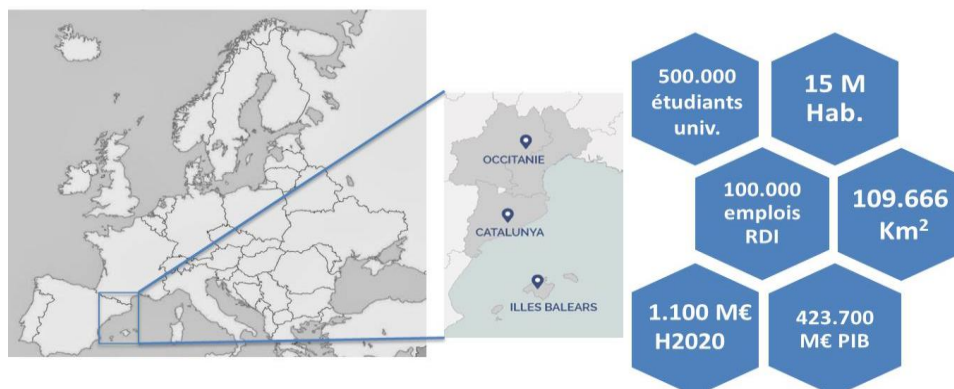 OCCITANIE
CATALUNYA
ILLES BALEARS
500.000
étudiants
univ.
15 M
Hab.
100.000
emplois
RDI
109.666
Km²
1.100 M€
H2020
423.700
M€ PIB